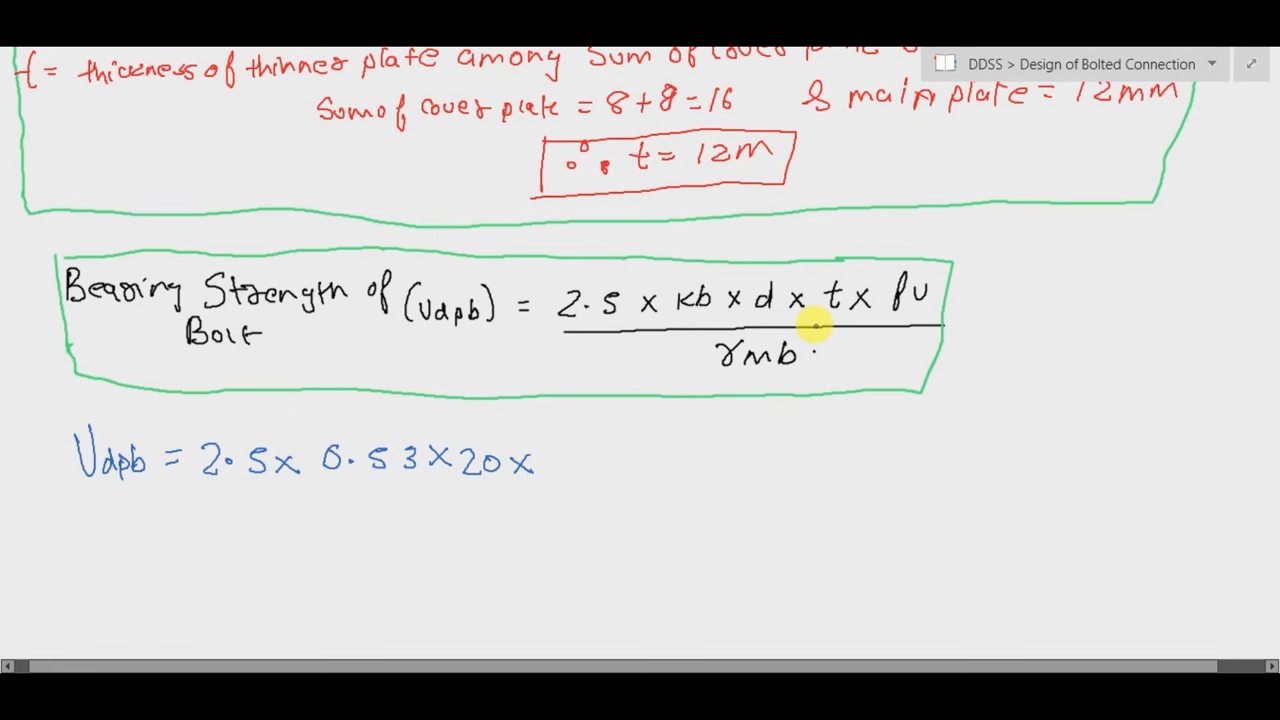 t = thickness of thinner plate among Sum of cover plate
DDSS > Design of Bolted Connection
Sum of cover plate = 8+8 = 16 & main plate = 12mm
∴ t = 12m
Bearing Strength of (Vdpb) = 2.5 x kb x d x t x fu
Bolt
γmb.
Vdpb = 2.5x 0.53x20x